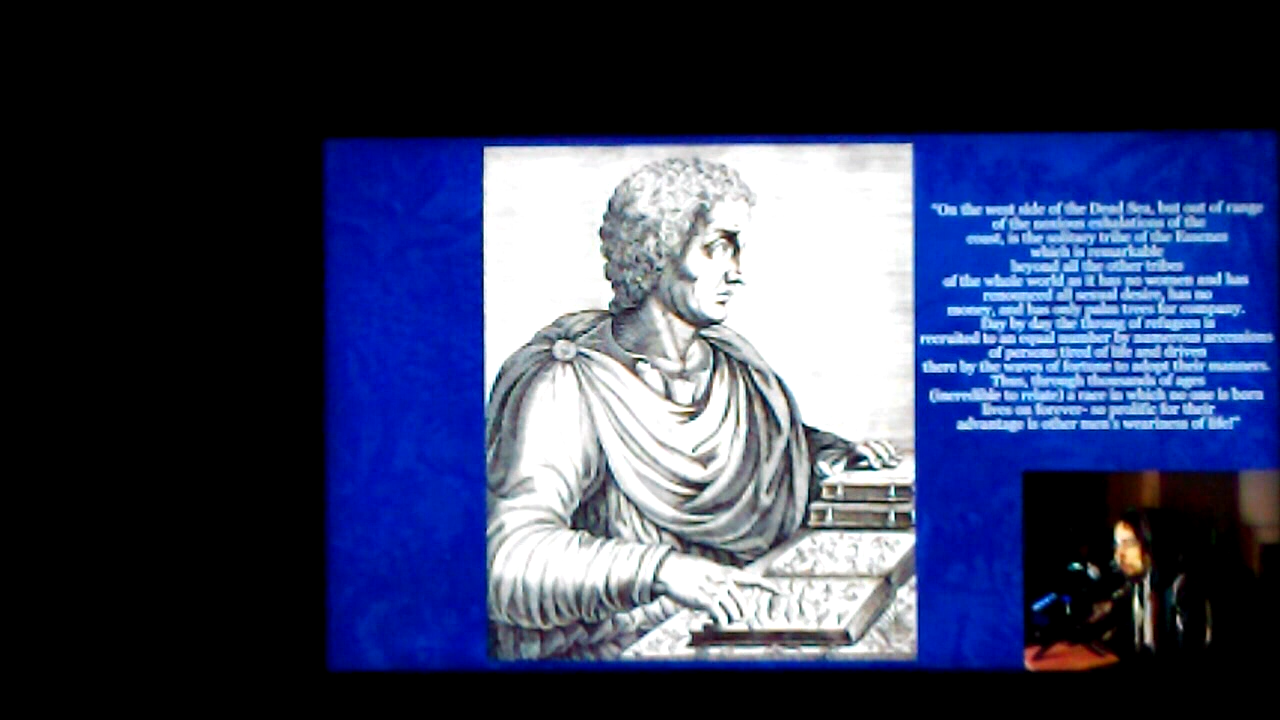 "On the west side of the Dead Sea, but out of range
of the noxious exhalations of the
coast, is the solitary tribe of the Essenes
which is remarkable
beyond all the other tribes
of the whole world as it has no women and has
renounced all sexual desire, has no
money, and has only palm trees for company.
Day by day the throng of refugees is
recruited to an equal number by numerous accessions
of persons tired of life and driven
there by the waves of fortune to adopt their manners.
Thus, through thousands of ages
(incredible to relate) a race in which no one is born
lives on forever- so prolific for their
advantage is other men's weariness of life!"